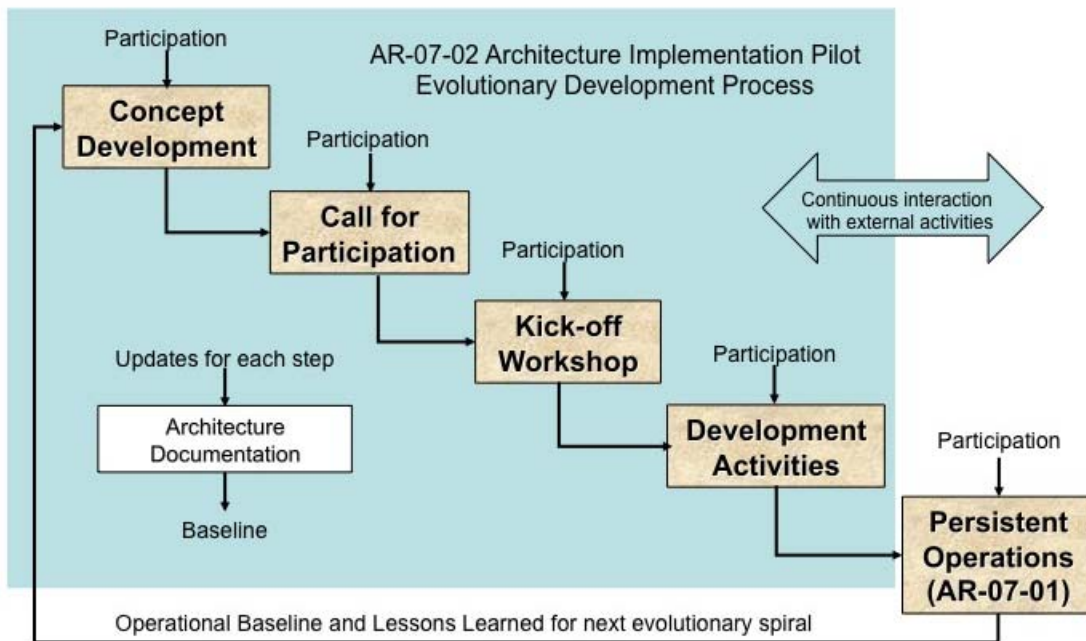 Participation
AR-07-02 Architecture Implementation Pilot
Evolutionary Development Process
Concept
Development
Participation
Call for
Participation
Continuous interaction
with external activities
Participation
Kick-off
Workshop
Updates for each step
Participation
Architecture
Documentation
Development
Activities
Participation
Baseline
Persistent
Operations
(AR-07-01)
Operational Baseline and Lessons Learned for next evolutionary spiral